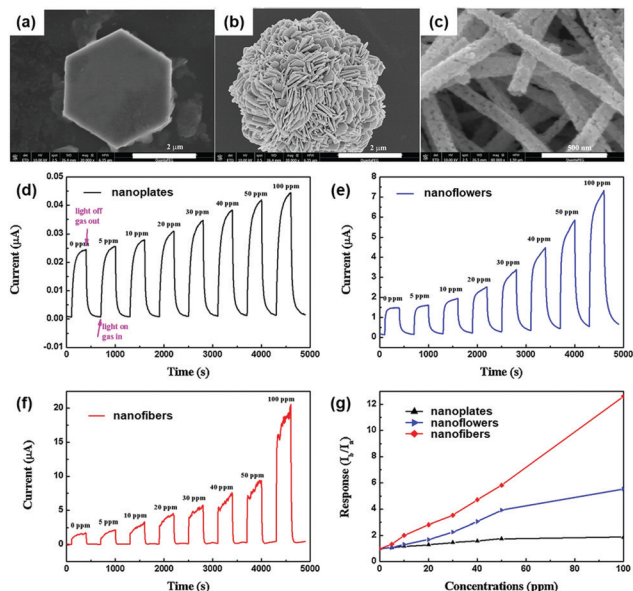 (a)
(b)
(c)
2 μm
2 μm
500 nm
(d)
nanoplates
light off
gas out
light on
gas in
0 ppm
5 ppm
10 ppm
20 ppm
30 ppm
40 ppm
50 ppm
100 ppm
0.05
0.04
0.03
0.02
0.01
0.00
-0.01
Current (μA)
0 1000 2000 3000 4000 5000
Time (s)
(e)
nanoflowers
0 ppm
5 ppm
10 ppm
20 ppm
30 ppm
40 ppm
50 ppm
100 ppm
8
7
6
5
4
3
2
1
0
Current (μA)
0 1000 2000 3000 4000 5000
Time (s)
(f)
nanofibers
0 ppm
5 ppm
10 ppm
20 ppm
30 ppm
40 ppm
50 ppm
100 ppm
20
15
10
5
0
Current (μA)
0 1000 2000 3000 4000 5000
Time (s)
(g)
nanoplates
nanoflowers
nanofibers
12
10
8
6
4
2
0
Response (I
0 20 40 60 80 100
Concentrations (ppm)